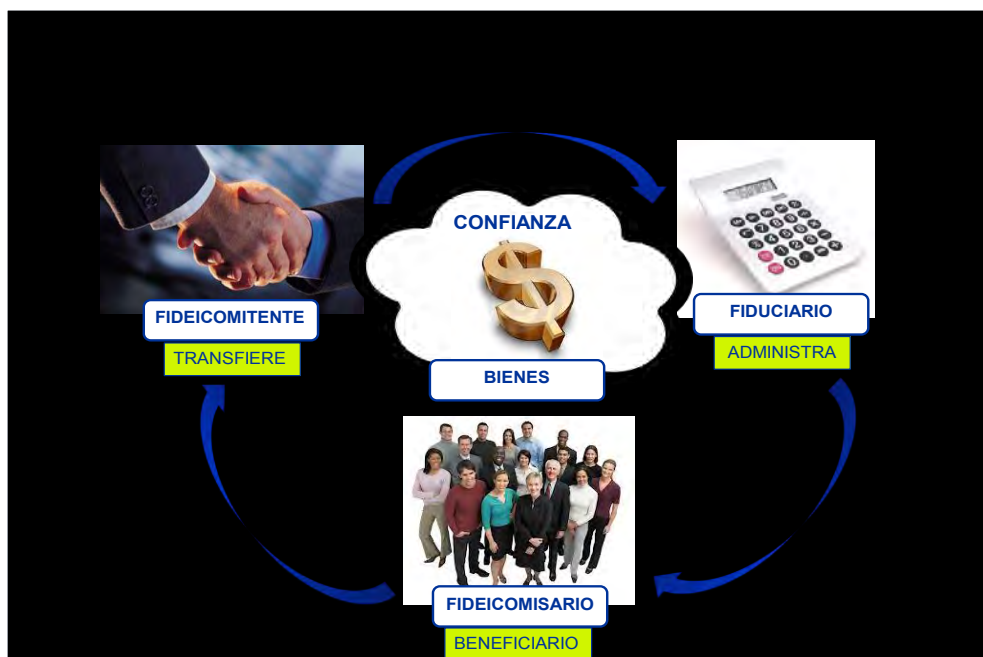 CONFIANZA
FIDEICOMITENTE
TRANSFIERE
FIDUCIARIO
ADMINISTRA
BIENES
FIDEICOMISARIO
BENEFICIARIO